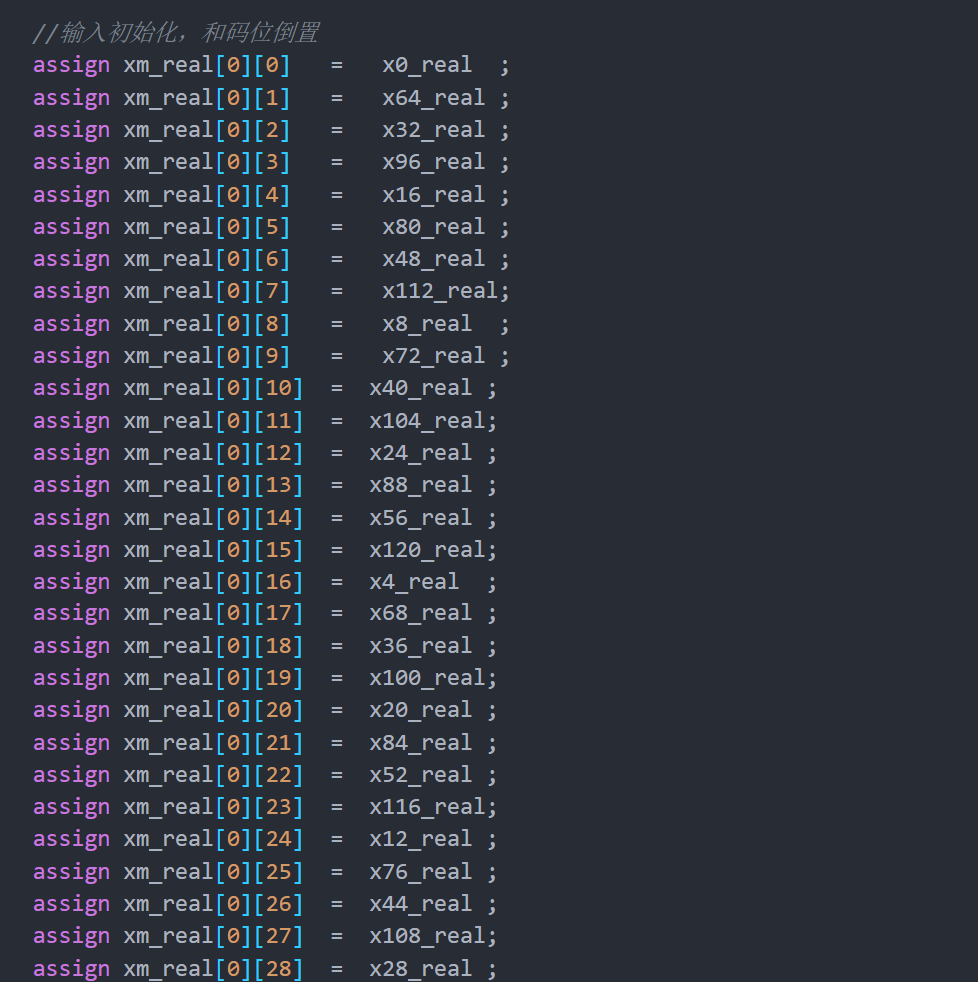 //输入初始化，和码位倒置
assign xm_real[0][0]   =   x0_real  ;
assign xm_real[0][1]   =   x64_real ;
assign xm_real[0][2]   =   x32_real ;
assign xm_real[0][3]   =   x96_real ;
assign xm_real[0][4]   =   x16_real ;
assign xm_real[0][5]   =   x80_real ;
assign xm_real[0][6]   =   x48_real ;
assign xm_real[0][7]   =   x112_real;
assign xm_real[0][8]   =   x8_real  ;
assign xm_real[0][9]   =   x72_real ;
assign xm_real[0][10]  =  x40_real ;
assign xm_real[0][11]  =  x104_real;
assign xm_real[0][12]  =  x24_real ;
assign xm_real[0][13]  =  x88_real ;
assign xm_real[0][14]  =  x56_real ;
assign xm_real[0][15]  =  x120_real;
assign xm_real[0][16]  =  x4_real  ;
assign xm_real[0][17]  =  x68_real ;
assign xm_real[0][18]  =  x36_real ;
assign xm_real[0][19]  =  x100_real;
assign xm_real[0][20]  =  x20_real ;
assign xm_real[0][21]  =  x84_real ;
assign xm_real[0][22]  =  x52_real ;
assign xm_real[0][23]  =  x116_real;
assign xm_real[0][24]  =  x12_real ;
assign xm_real[0][25]  =  x76_real ;
assign xm_real[0][26]  =  x44_real ;
assign xm_real[0][27]  =  x108_real;
assign xm_real[0][28]  =  x28_real ;